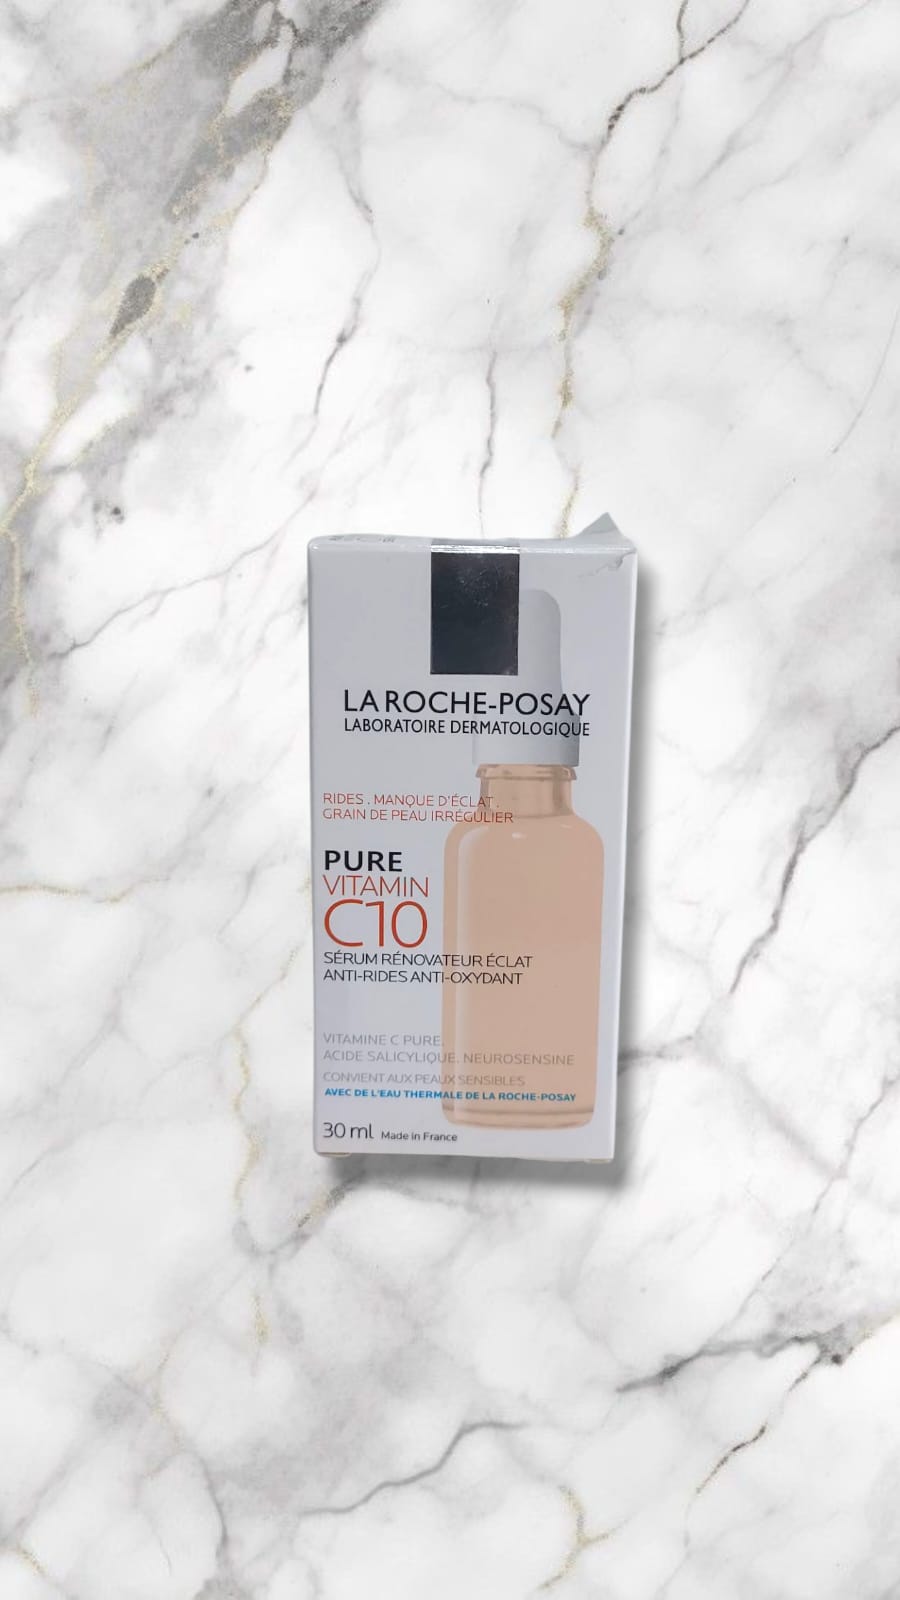 LA ROCHE-POSAY
LABORATOIRE DERMATOLOGIQUE
RIDES . MANQUE D'ÉCLAT .
GRAIN DE PEAU IRRÉGULIER
PURE
VITAMIN
C10
SÉRUM RÉNOVATEUR ÉCLAT
ANTI-RIDES ANTI-OXYDANT
VITAMINE C PURE.
ACIDE SALICYLIQUE. NEUROSENSINE
CONVIENT AUX PEAUX SENSIBLES
AVEC DE L'EAU THERMALE DE LA ROCHE-POSAY
30 ml Made in France